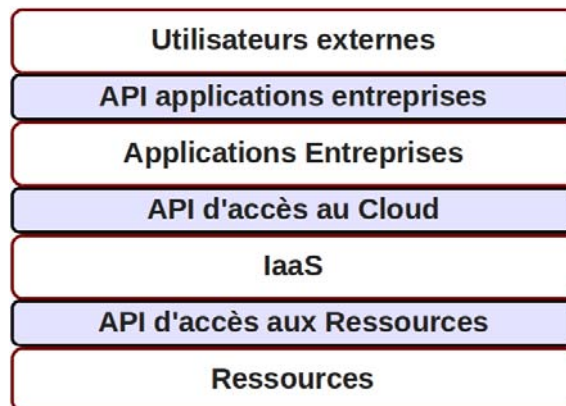 Utilisateurs externes
API applications entreprises
Applications Entreprises
API d'accès au Cloud
IaaS
API d'accès aux Ressources
Ressources